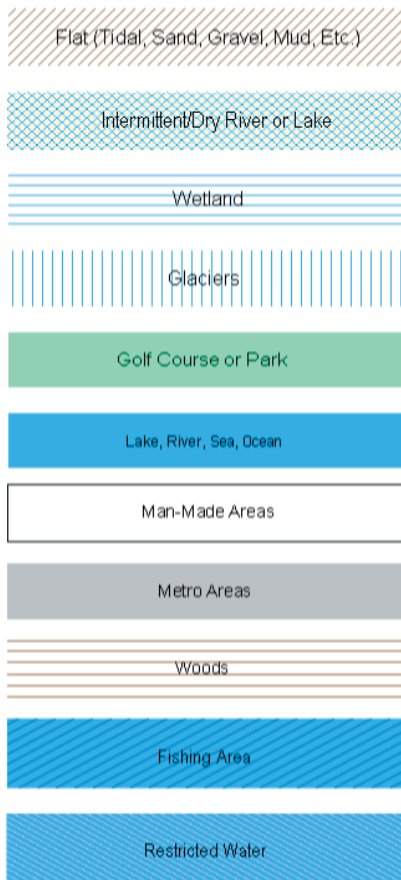 Flat (Tidal, Sand, Gravel, Mud, Etc.)
Intermittent/Dry River or Lake
Wetland
Glaciers
Golf Course or Park
Lake, River, Sea, Ocean
Man-Made Areas
Metro Areas
Woods
Fishing Area
Restricted Water